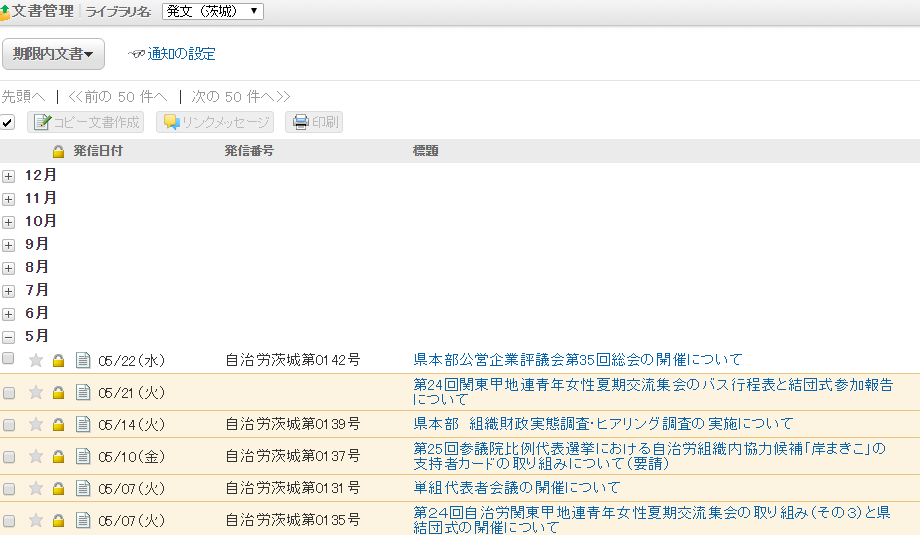 文書管理 ライブラリ名: 発文（茨城）▼
期限内文書▼ 通知の設定
先頭へ | <<前の 50 件へ | 次の 50 件へ>>
コピー文書作成 リンクメッセージ 印刷
発信日付 発信番号 標題
12月
11月
10月
9月
8月
7月
6月
5月
05/22(水) 自治労茨城第0142号 県本部公営企業評議会第35回総会の開催について
05/21(火) 第24回関東甲地連青年女性夏期交流集会のバス行程表と結団式参加報告
について
05/14(火) 自治労茨城第0139号 県本部 組織財政実態調査・ヒアリング調査の実施について
05/10(金) 自治労茨城第0137号 第25回参議院比例代表選挙における自治労組織内協力候補「岸まきこ」の
支持者カードの取り組みについて(要請)
05/07(火) 自治労茨城第0131号 単組代表者会議の開催について
05/07(火) 自治労茨城第0135号 第24回自治労関東甲地連青年女性夏期交流集会の取り組み(その3)と県
結団式の開催について